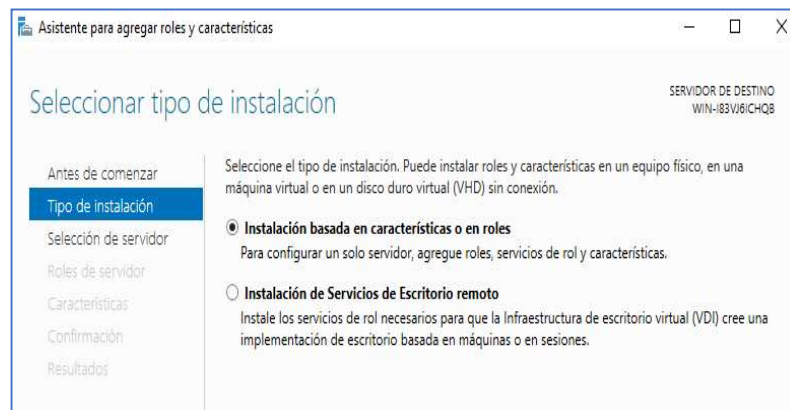 Asistente para agregar roles y características
Seleccionar tipo de instalación
SERVIDOR DE DESTINO
WIN-I83VJ6ICHQB
Antes de comenzar
Tipo de instalación
Selección de servidor
Roles de servidor
Características
Confirmación
Resultados
Seleccione el tipo de instalación. Puede instalar roles y características en un equipo físico, en una
máquina virtual o en un disco duro virtual (VHD) sin conexión.
Instalación basada en características o en roles
Para configurar un solo servidor, agregue roles, servicios de rol y características.
Instalación de Servicios de Escritorio remoto
Instale los servicios de rol necesarios para que la Infraestructura de escritorio virtual (VDI) cree una
implementación de escritorio basada en máquinas o en sesiones.